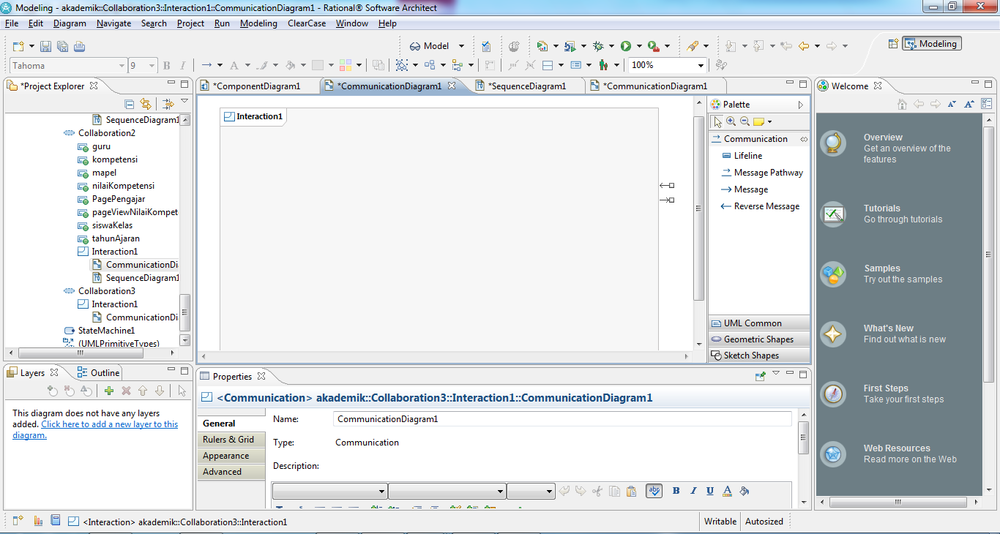 Modeling - akademik::Collaboration3::Interaction1::CommunicationDiagram1 - Rational® Software Architect
File Edit Diagram Navigate Search Project Run Modeling ClearCase Window Help
Model
Modeling
Tahoma 9 B I A 100%
*Project Explorer
SequenceDiagram1
Collaboration2
guru
kompetensi
mapel
nilaiKompetensi
PagePengajar
pageViewNilaiKompet
siswaKelas
tahunAjaran
Interaction1
CommunicationDi
SequenceDiagram1
Collaboration3
Interaction1
CommunicationDi
StateMachine1
(UMLPrimitiveTypes)
Layers Outline
This diagram does not have any layers
added. Click here to add a new layer to this
diagram.
*ComponentDiagram1 *CommunicationDiagram1 *SequenceDiagram1 *CommunicationDiagram1
Interaction1
Palette
Communication
Lifeline
Message Pathway
Message
Reverse Message
UML Common
Geometric Shapes
Sketch Shapes
Properties
<Communication> akademik::Collaboration3::Interaction1::CommunicationDiagram1
General
Rulers & Grid
Appearance
Advanced
Name: CommunicationDiagram1
Type: Communication
Description:
abc B I U A
Welcome
Overview
Get an overview of the
features
Tutorials
Go through tutorials
Samples
Try out the samples
What's New
Find out what is new
First Steps
Take your first steps
Web Resources
Read more on the Web
<Interaction> akademik::Collaboration3::Interaction1
Writable Autosized